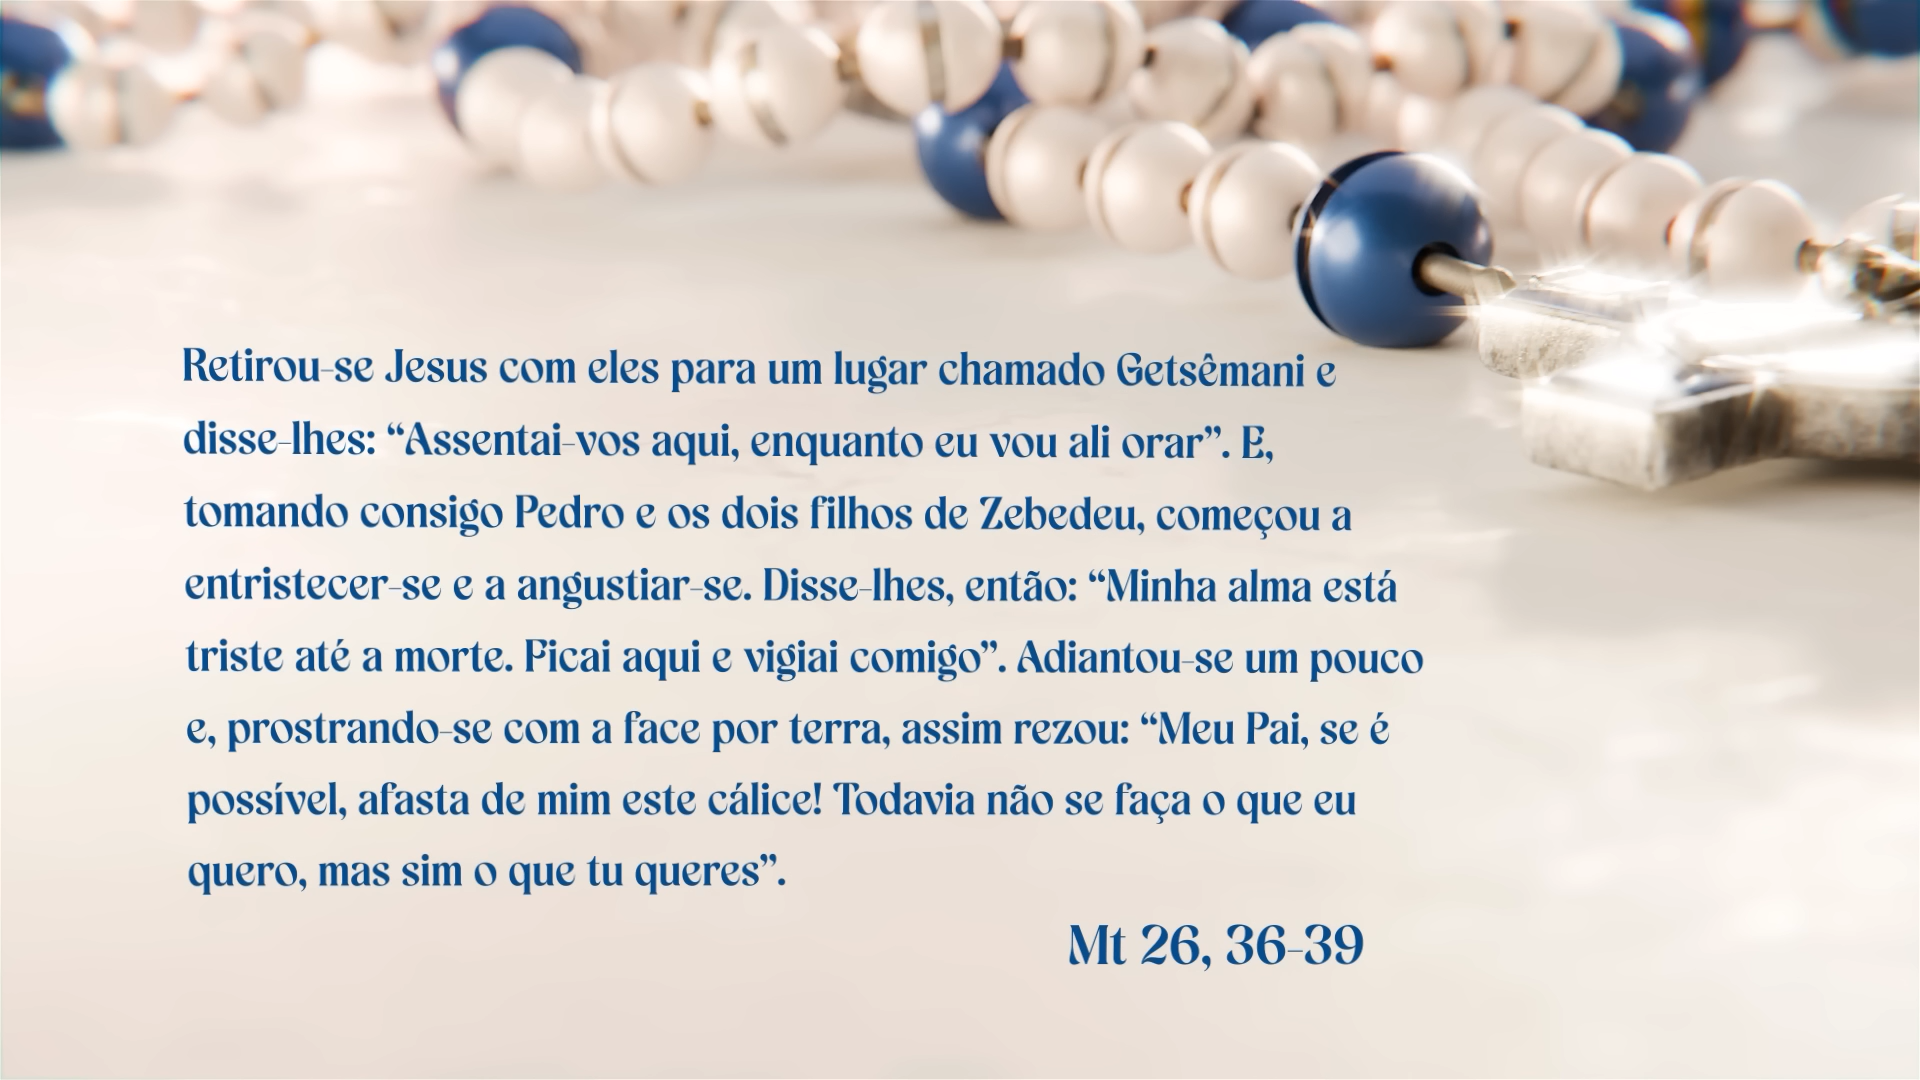 Retirou-se Jesus com eles para um lugar chamado Getsêmani e
disse-lhes: “Assentai-vos aqui, enquanto eu vou ali orar”. E,
tomando consigo Pedro e os dois filhos de Zebedeu, começou a
entristecer-se e a angustiar-se. Disse-lhes, então: “Minha alma está
triste até a morte. Ficai aqui e vigiai comigo”. Adiantou-se um pouco
e, prostrando-se com a face por terra, assim rezou: “Meu Pai, se é
possível, afasta de mim este cálice! Todavia não se faça o que eu
quero, mas sim o que tu queres”.
Mt 26, 36-39